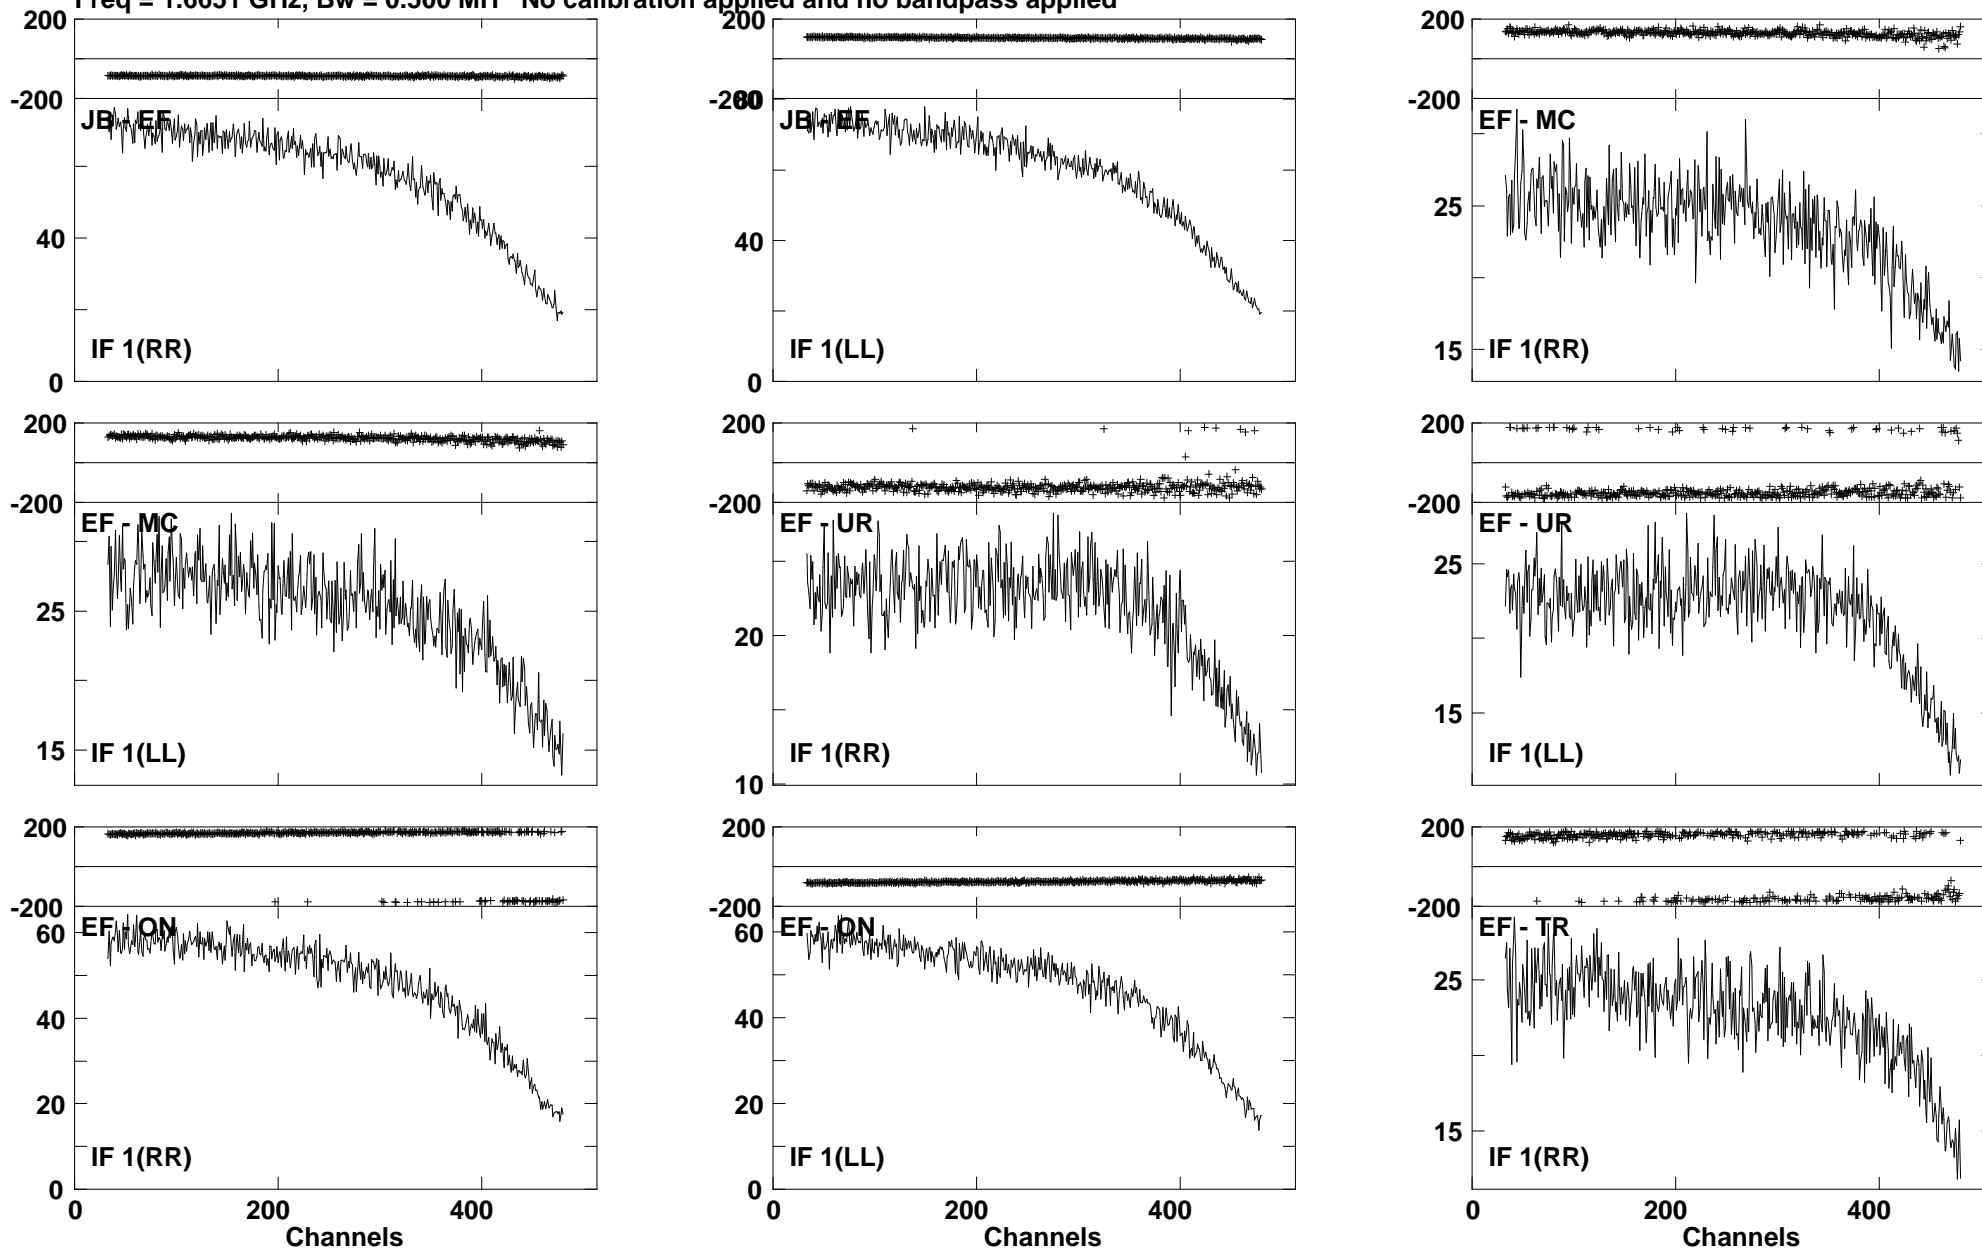 Freq = 1.6651 GHz, Bw = 0.500 MH No calibration applied and no bandpass applied
200 200 200
-200 -200 80 -200
JB - EF JB - EF EF - MC
25
40 40
IF 1(RR) IF 1(LL) IF 1(RR)
15
0 0
200 200 200
-200 -200 -200
EF - MC EF - UR EF - UR
25
25 20
15
15 10
IF 1(LL) IF 1(RR) IF 1(LL)
200 200 200
-200 -200 -200
EF - ON EF - ON EF - TR
60 60
25
40 40
20 20
15
IF 1(RR) IF 1(LL) IF 1(RR)
0 0
0 200 400 0 200 400 0 200 400
Channels Channels Channels